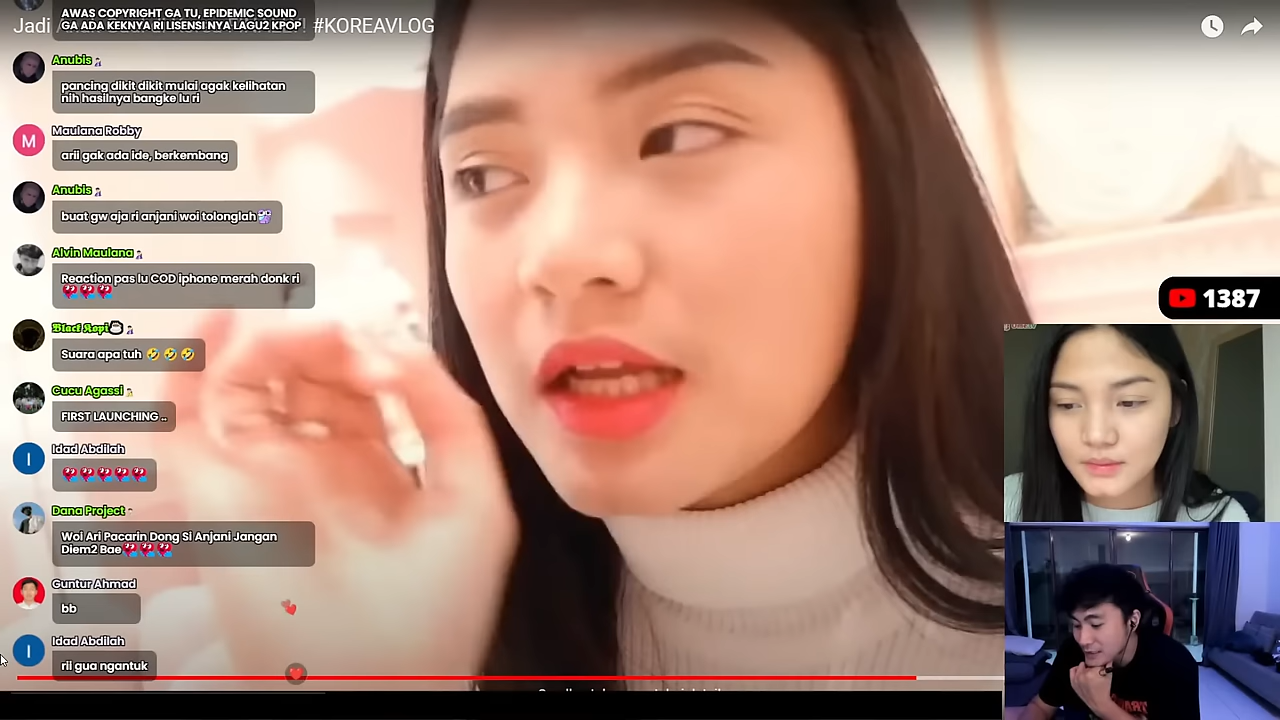 AWAS COPYRIGHT GA TU, EPIDEMIC SOUND
GA ADA KEKNYA RI LISENSI NYA LAGU2 KPOP
Jadi
#KOREAVLOG
Anubis
pancing dikit dikit mulai agak kelihatan
nih hasilnya bangke lu ri
Maulana Robby
M
arii gak ada ide, berkembang
Anubis
buat gw aja ri anjani woi tolonglah
Alvin Maulana
Reaction pas lu COD iphone merah donk ri
1387
Black Kopi
Suara apa tuh
Cucu Agassi
FIRST LAUNCHING ..
Idad Abdilah
I
Dana Project
Woi Ari Pacarin Dong Si Anjani Jangan
Diem2 Bae
Guntur Ahmad
bb
Idad Abdilah
I
rii gua ngantuk